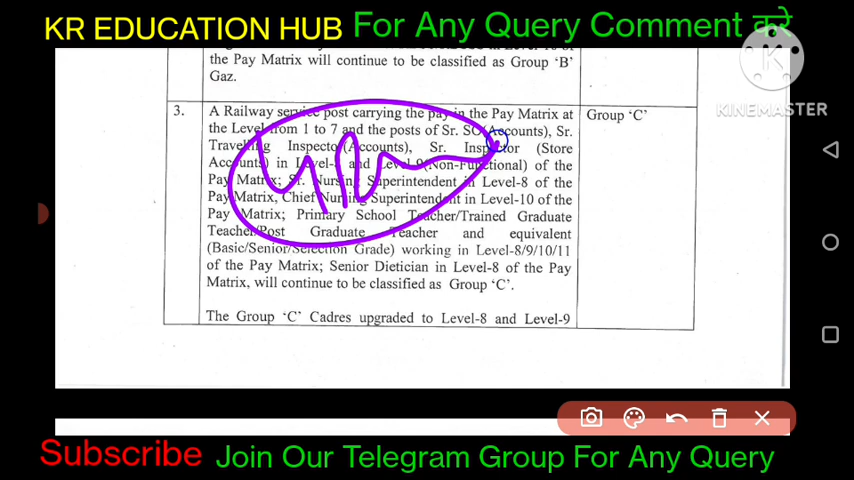 KR EDUCATION HUB For Any Query Comment करे
KINEMASTER
the Pay Matrix will continue to be classified as Group ‘B’
Gaz.
3. A Railway service post carrying the pay in the Pay Matrix at Group ‘C’
the Level from 1 to 7 and the posts of Sr. SO (Accounts), Sr.
Travelling Inspector (Accounts), Sr. Inspector (Store
Accounts) in Level-8 and Level-9 (Non-Functional) of the
Pay Matrix; Sr. Nursing Superintendent in Level-8 of the
Pay Matrix, Chief Nursing Superintendent in Level-10 of the
Pay Matrix; Primary School Teacher/Trained Graduate
Teacher/Post Graduate Teacher and equivalent
(Basic/Senior/Selection Grade) working in Level-8/9/10/11
of the Pay Matrix; Senior Dietician in Level-8 of the Pay
Matrix, will continue to be classified as Group ‘C’.
The Group ‘C’ Cadres upgraded to Level-8 and Level-9
Subscribe Join Our Telegram Group For Any Query